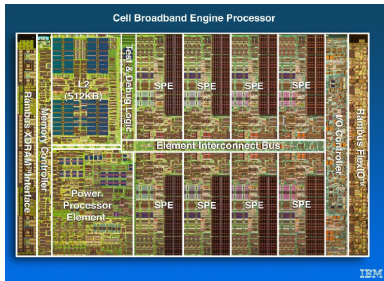 Cell Broadband Engine Processor
Rambus XDRAM™ Interface
Memory Controller
L2
(512KB)
Test & Debug Logic
SPE
SPE
SPE
SPE
Element Interconnect Bus
Power
Processor
Element
SPE
SPE
SPE
SPE
I/O Controller
Rambus FlexIO™
IBM